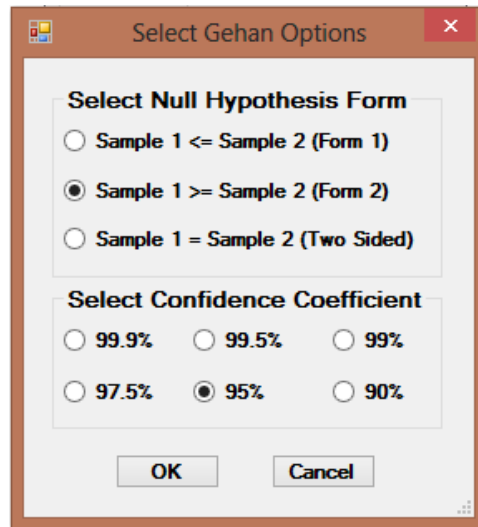 Select Gehan Options
Select Null Hypothesis Form
Sample 1 <= Sample 2 (Form 1)
Sample 1 >= Sample 2 (Form 2)
Sample 1 = Sample 2 (Two Sided)
Select Confidence Coefficient
99.9% 99.5% 99%
97.5% 95% 90%
OK Cancel